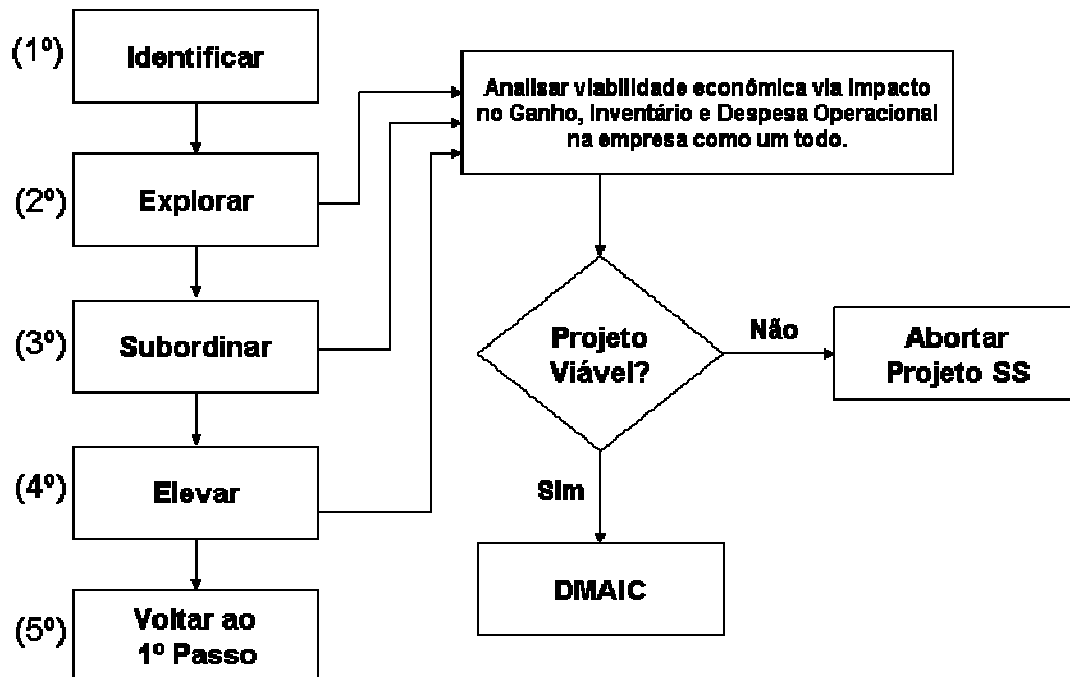 (1º)
Identificar
(2º)
Explorar
(3º)
Subordinar
(4º)
Elevar
(5º)
Voltar ao
1º Passo
Analisar viabilidade econômica via Impacto
no Ganho, Inventário e Despesa Operacional
na empresa como um todo.
Projeto
Viável?
Não
Abortar
Projeto SS
Sim
DMAIC